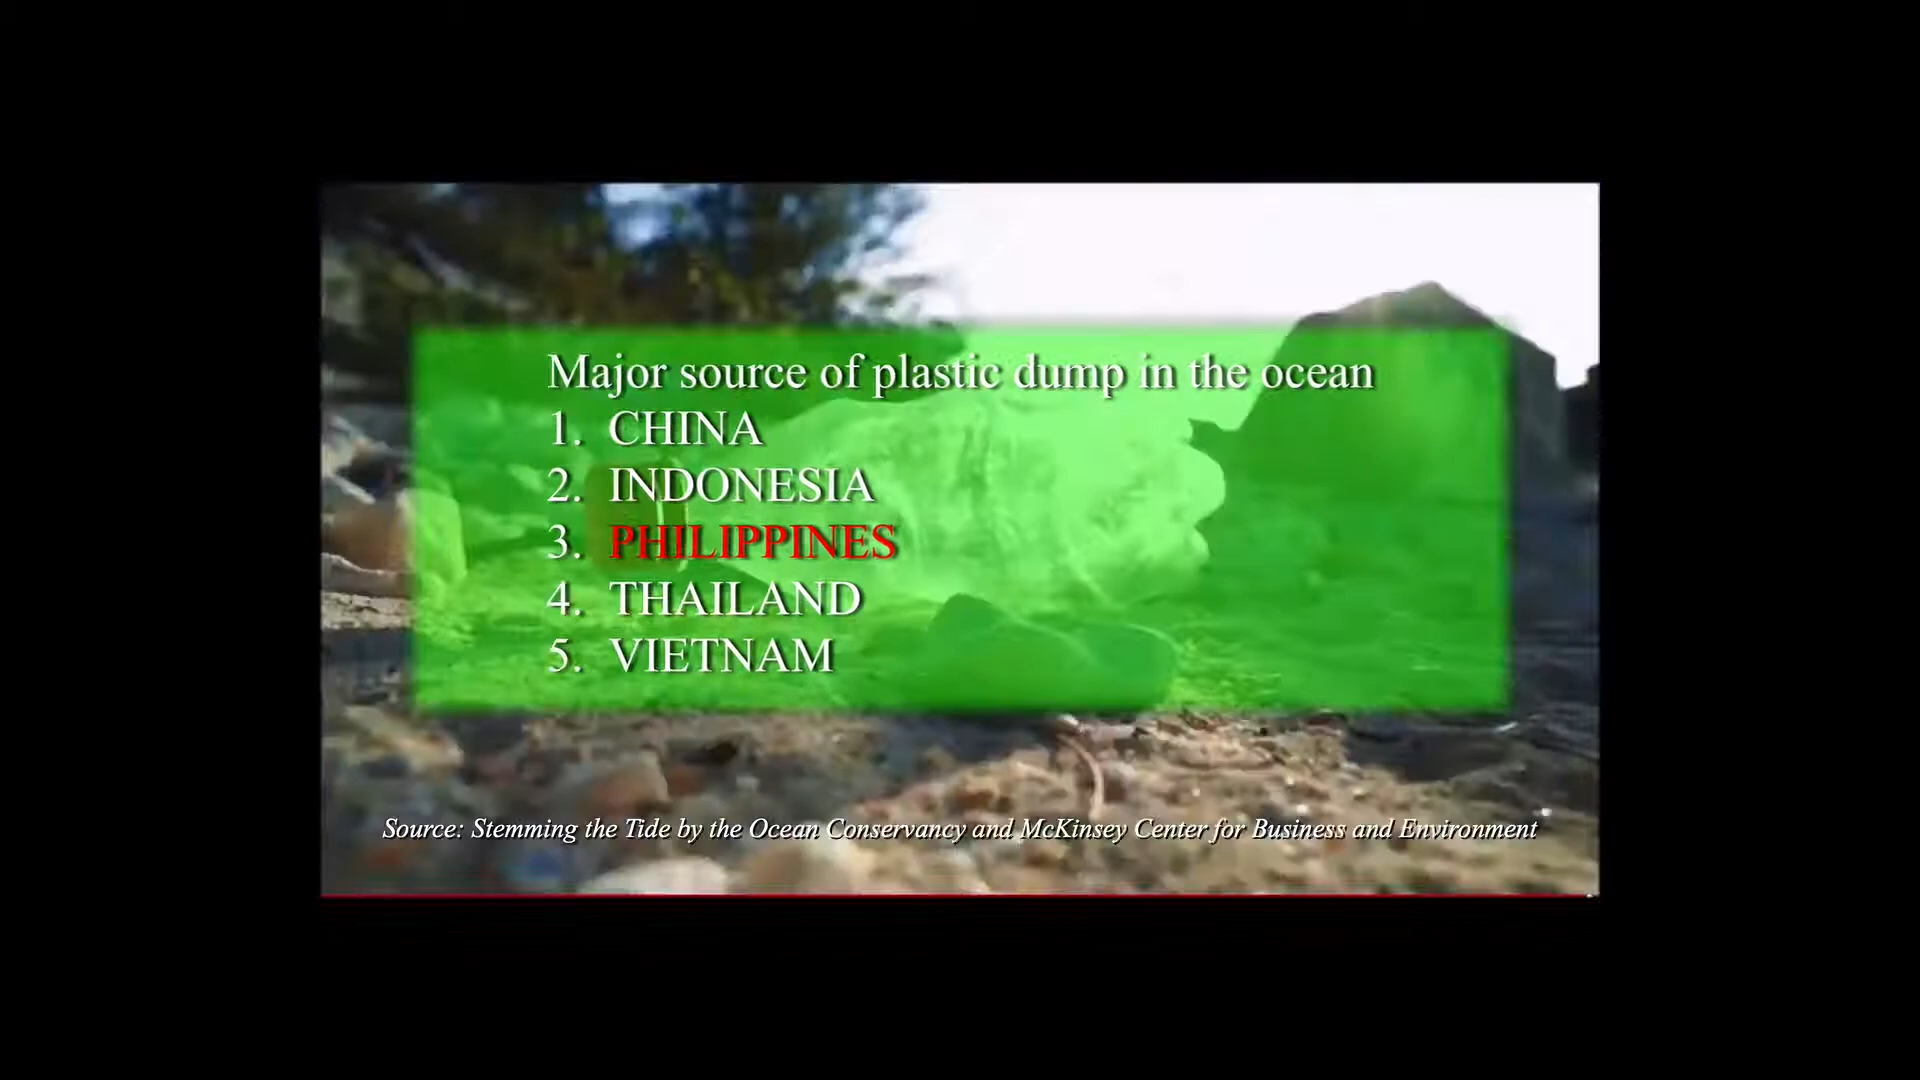 Major source of plastic dump in the ocean
1. CHINA
2. INDONESIA
3. PHILIPPINES
4. THAILAND
5. VIETNAM
Source: Stemming the Tide by the Ocean Conservancy and McKinsey Center for Business and Environment